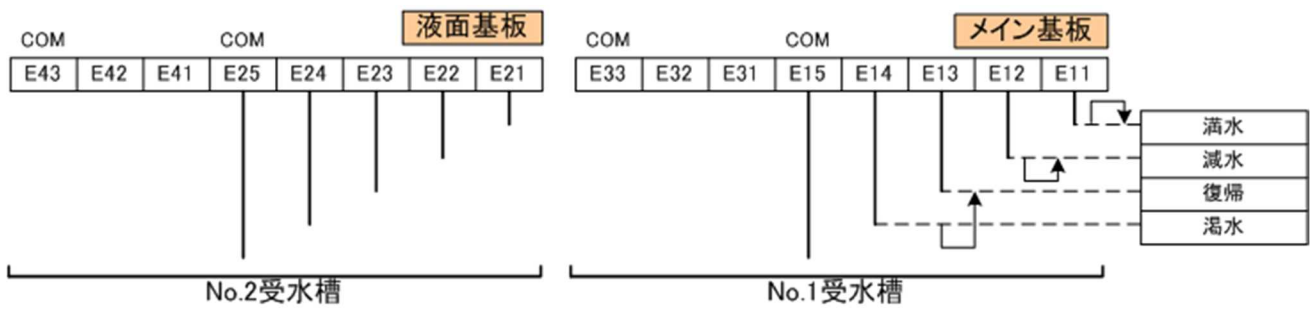 液面基板
メイン基板
COM COM COM COM
E43 E42 E41 E25 E24 E23 E22 E21 E33 E32 E31 E15 E14 E13 E12 E11
満水
減水
復帰
渇水
No.2受水槽 No.1受水槽